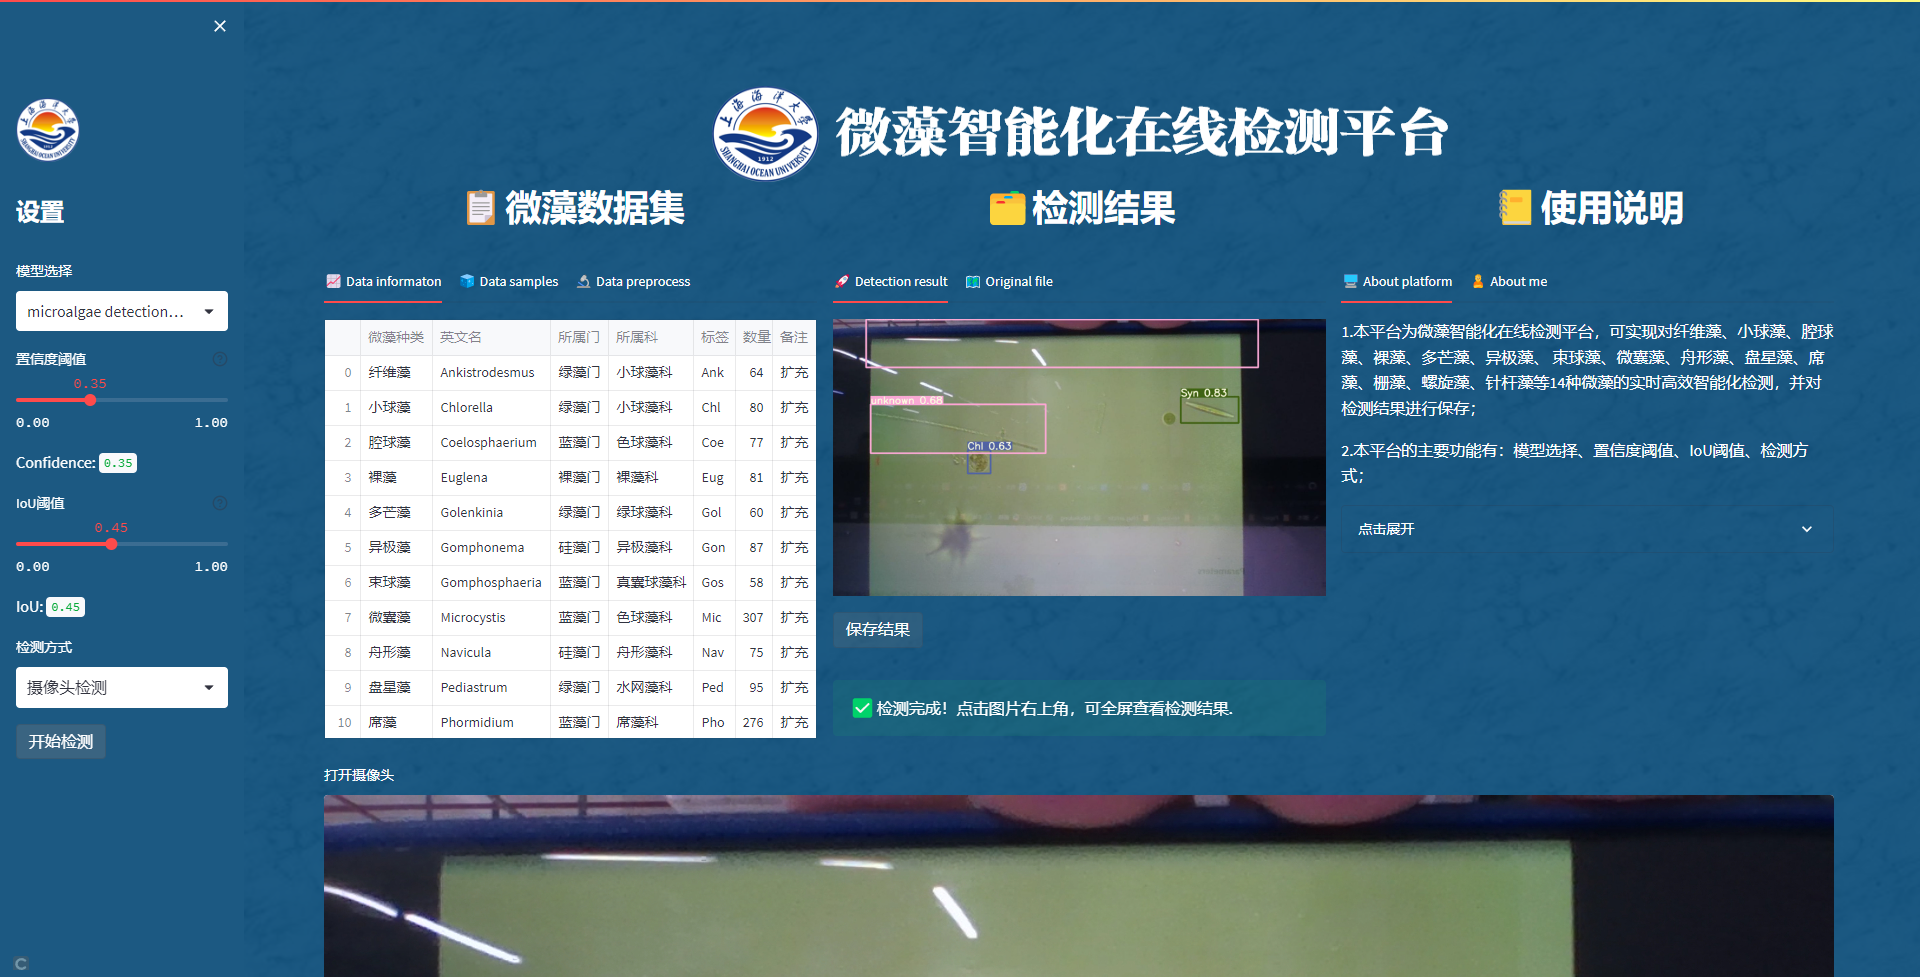 上海海洋大学
SHANGHAI OCEAN UNIVERSITY
1912
设置
模型选择
microalgae detection...
置信度阈值
0.35
0.00 1.00
Confidence: 0.35
IoU阈值
0.45
0.00 1.00
IoU: 0.45
检测方式
摄像头检测
开始检测
上海海洋大学
1912
SHANGHAI OCEAN UNIVERSITY
微藻智能化在线检测平台
微藻数据集
Data informaton Data samples Data preprocess
微藻种类 英文名 所属门 所属科 标签 数量 备注
0 纤维藻 Ankistrodesmus 绿藻门 小球藻科 Ank 64 扩充
1 小球藻 Chlorella 绿藻门 小球藻科 Chl 80 扩充
2 腔球藻 Coelosphaerium 蓝藻门 色球藻科 Coe 77 扩充
3 裸藻 Euglena 裸藻门 裸藻科 Eug 81 扩充
4 多芒藻 Golenkinia 绿藻门 绿球藻科 Gol 60 扩充
5 异极藻 Gomphonema 硅藻门 异极藻科 Gon 87 扩充
6 束球藻 Gomphosphaeria 蓝藻门 真囊球藻科 Gos 58 扩充
7 微囊藻 Microcystis 蓝藻门 色球藻科 Mic 307 扩充
8 舟形藻 Navicula 硅藻门 舟形藻科 Nav 75 扩充
9 盘星藻 Pediastrum 绿藻门 水网藻科 Ped 95 扩充
10 席藻 Phormidium 蓝藻门 席藻科 Pho 276 扩充
检测结果
Detection result Original file
unknown 0.68
Syn 0.83
Chl 0.63
保存结果
检测完成！点击图片右上角，可全屏查看检测结果.
使用说明
About platform About me
1.本平台为微藻智能化在线检测平台，可实现对纤维藻、小球藻、腔球
藻、裸藻、多芒藻、异极藻、 束球藻、微囊藻、舟形藻、盘星藻、席
藻、栅藻、螺旋藻、针杆藻等14种微藻的实时高效智能化检测，并对
检测结果进行保存；
2.本平台的主要功能有：模型选择、置信度阈值、IoU阈值、检测方
式；
点击展开
打开摄像头